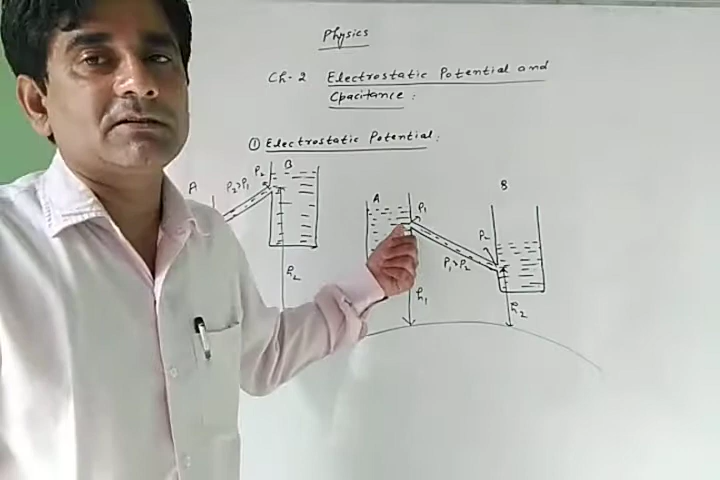 Physics
Ch-2 Electrostatic Potential and
Cpacitance :
① Electrostatic Potential :
A
P₂>P₁
P₂
B
h₂
A
P₁
h₁
P₁>P₂
P₂
B
h₂